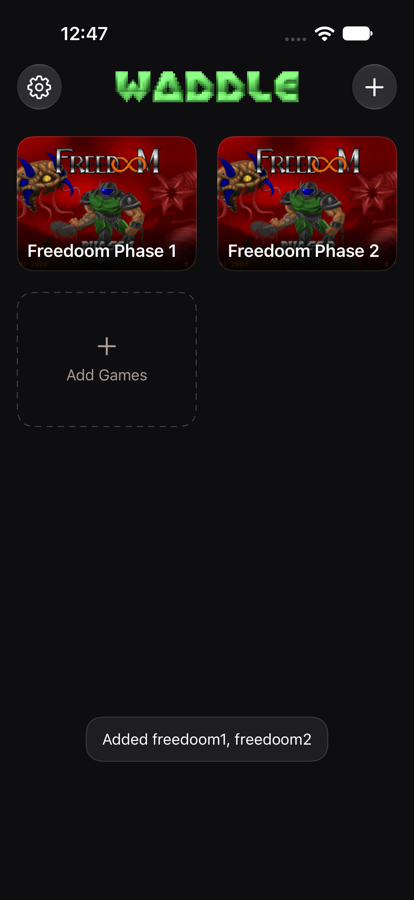 12:47
WADDLE
FREEDOOM
Freedoom Phase 1
FREEDOOM
Freedoom Phase 2
Add Games
Added freedoom1, freedoom2